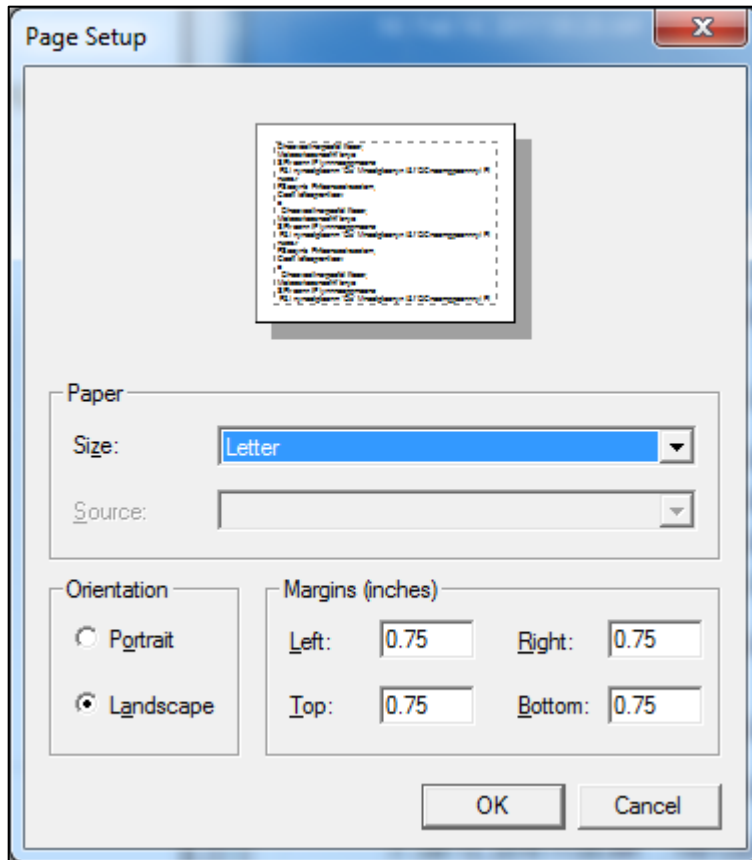 Page Setup
Paper
Size: Letter
Source:
Orientation
Portrait
Landscape
Margins (inches)
Left: 0.75 Right: 0.75
Top: 0.75 Bottom: 0.75
OK Cancel